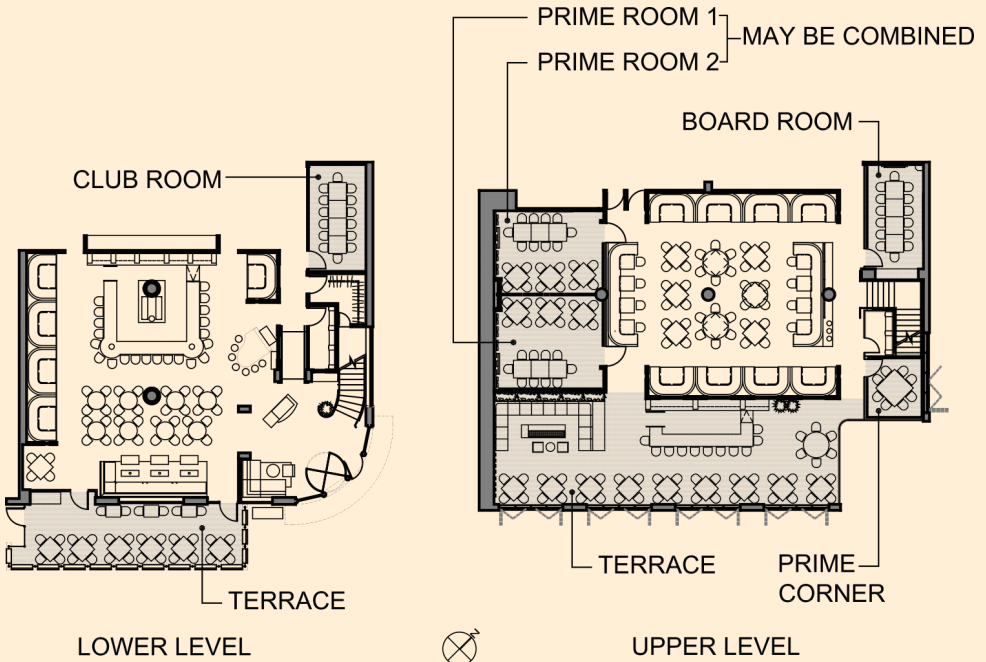 PRIME ROOM 1
PRIME ROOM 2
MAY BE COMBINED
BOARD ROOM
CLUB ROOM
TERRACE
TERRACE
PRIME
CORNER
LOWER LEVEL
N
UPPER LEVEL